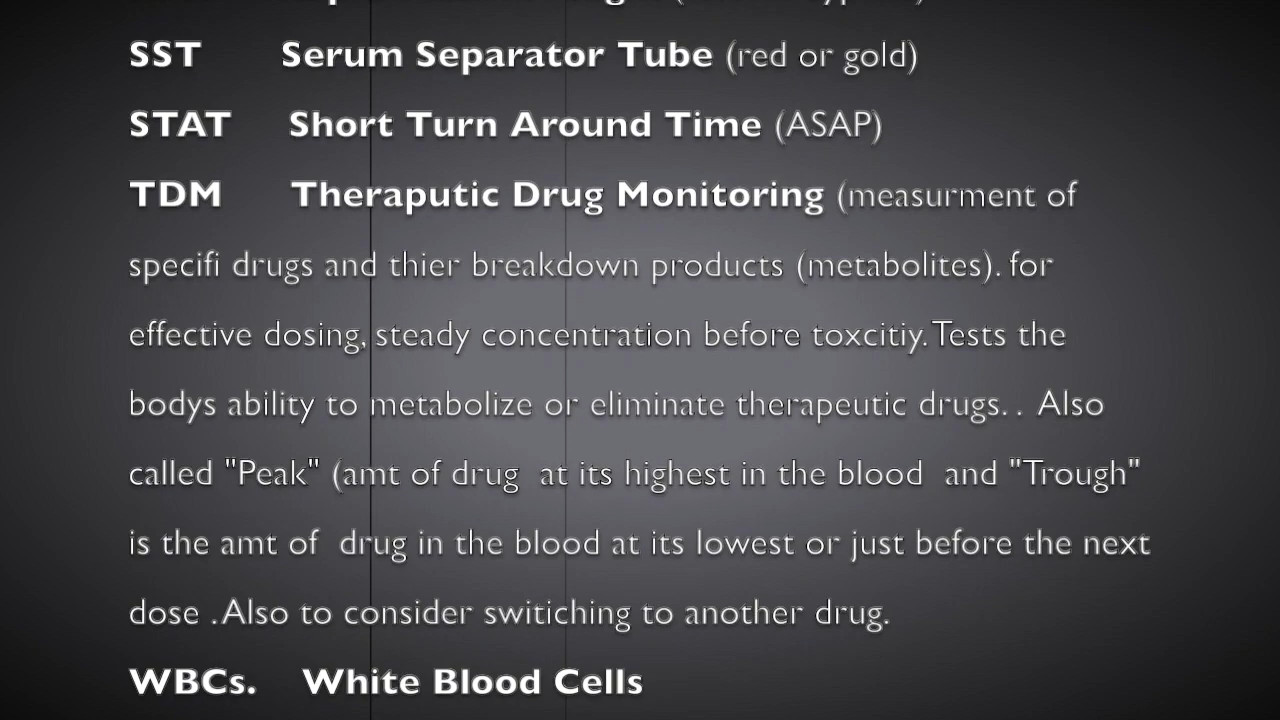 SST Serum Separator Tube (red or gold)
STAT Short Turn Around Time (ASAP)
TDM Theraputic Drug Monitoring (measurment of
specifi drugs and thier breakdown products (metabolites). for
effective dosing, steady concentration before toxcitiy. Tests the
bodys ability to metabolize or eliminate therapeutic drugs. . Also
called "Peak" (amt of drug at its highest in the blood and "Trough"
is the amt of drug in the blood at its lowest or just before the next
dose . Also to consider switiching to another drug.
WBCs. White Blood Cells